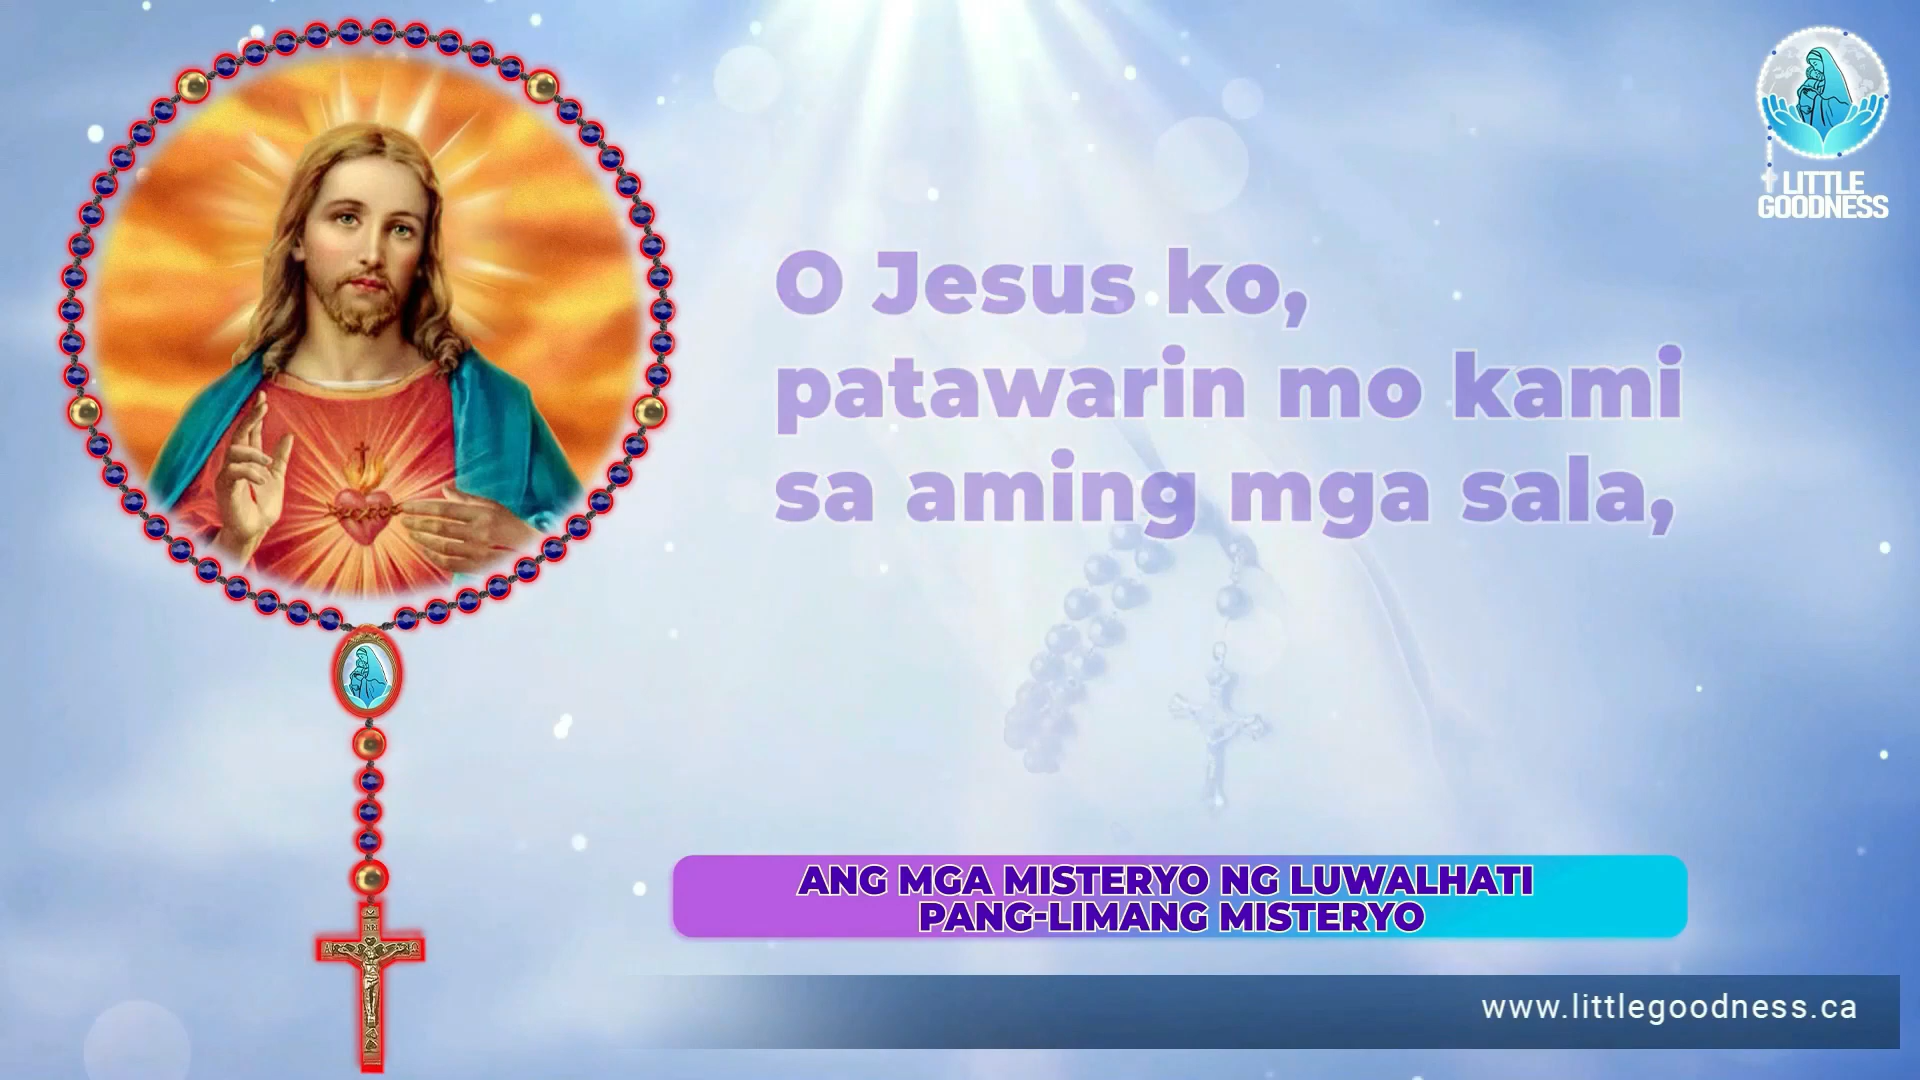 LITTLE
GOODNESS
O Jesus ko,
patawarin mo kami
sa aming mga sala,
ANG MGA MISTERYO NG LUWALHATI
PANG-LIMANG MISTERYO
www.littlegoodness.ca
INRI